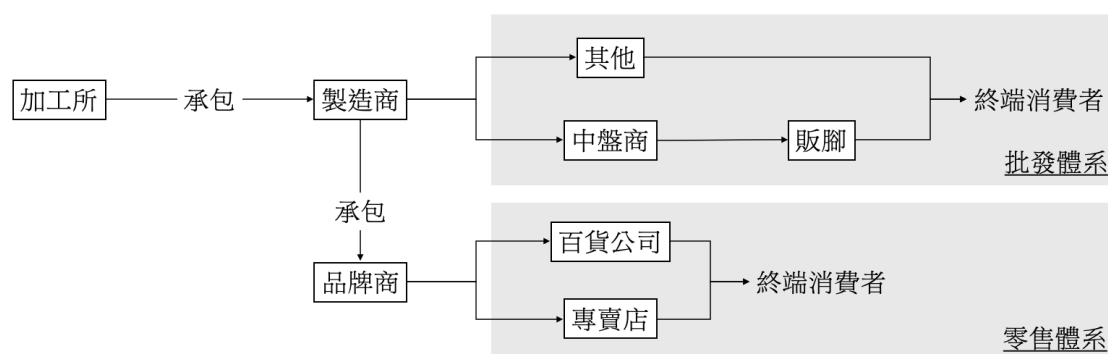 其他
加工所
承包
製造商
終端消費者
中盤商
販腳
批發體系
承包
百貨公司
品牌商
終端消費者
專賣店
零售體系